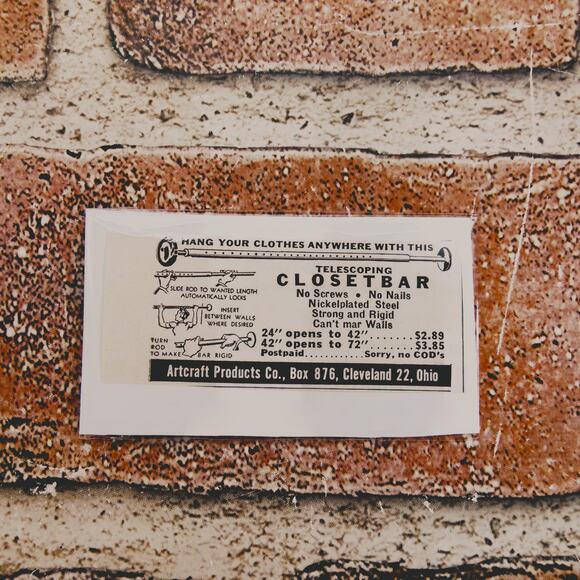 HANG YOUR CLOTHES ANYWHERE WITH THIS
TELESCOPING
CLOSETBAR
SLIDE ROD TO WANTED LENGTH
AUTOMATICALLY LOCKS
INSERT
BETWEEN WALLS
WHERE DESIRED
TURN
ROD
TO MAKE BAR RIGID
No Screws • No Nails
Nickelplated Steel
Strong and Rigid
Can't mar Walls
24" opens to 42" ......$2.89
42" opens to 72" ......$3.85
Postpaid..........Sorry, no COD's
Artcraft Products Co., Box 876, Cleveland 22, Ohio